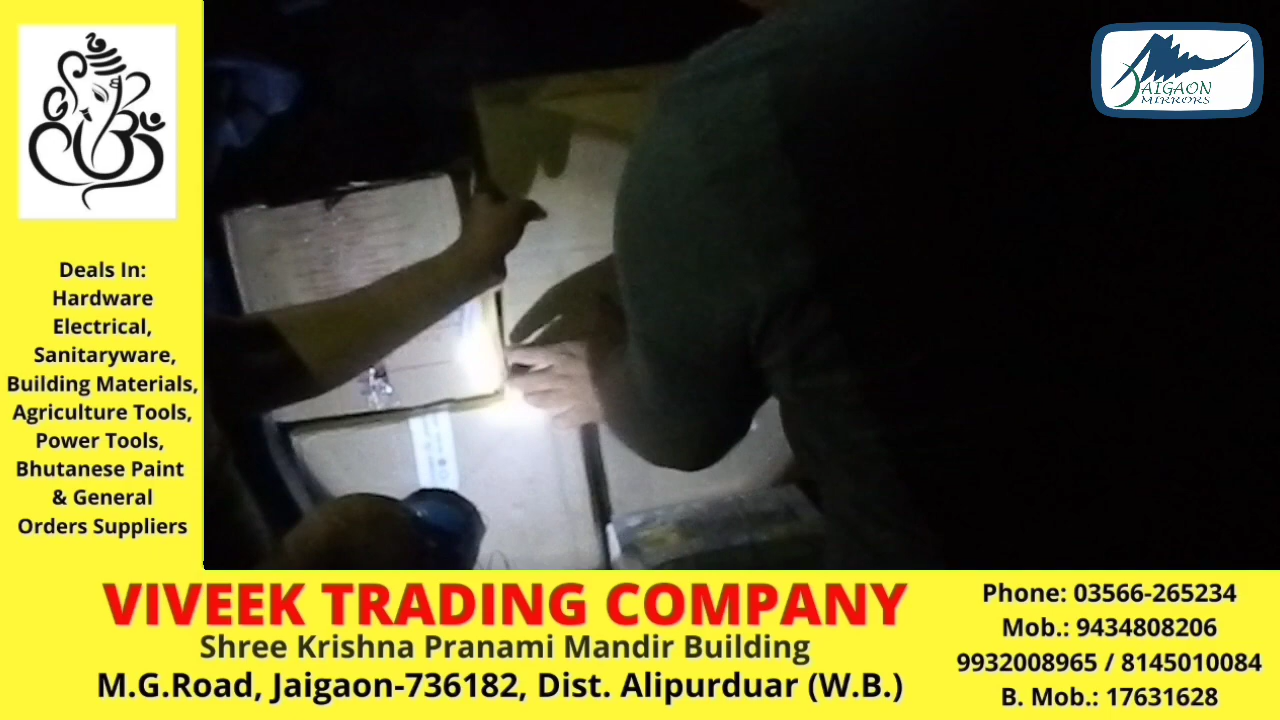 JAIGAON
MIRRORS
Deals In:
Hardware
Electrical,
Sanitaryware,
Building Materials,
Agriculture Tools,
Power Tools,
Bhutanese Paint
& General
Orders Suppliers
VIVEEK TRADING COMPANY
Shree Krishna Pranami Mandir Building
M.G.Road, Jaigaon-736182, Dist. Alipurduar (W.B.)
Phone: 03566-265234
Mob.: 9434808206
9932008965 / 8145010084
B. Mob.: 17631628